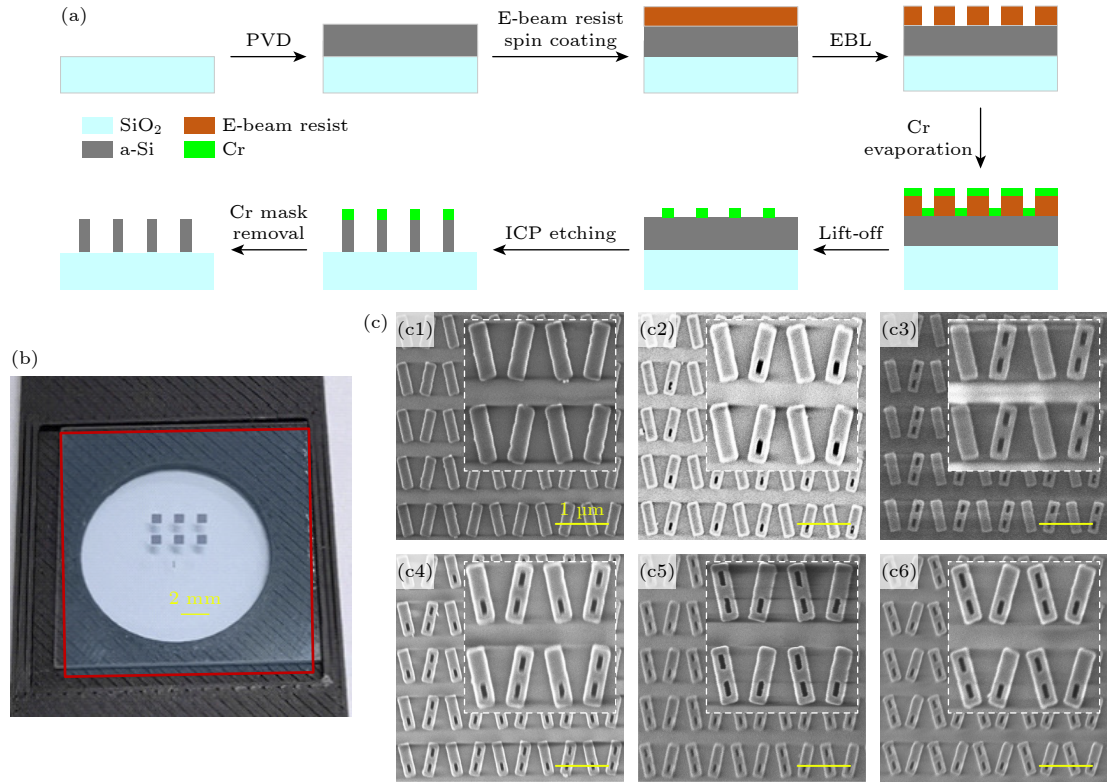 (a)
PVD
E-beam resist
spin coating
EBL
SiO₂
E-beam resist
a-Si
Cr
Cr
evaporation
Cr mask
removal
ICP etching
Lift-off
(b)
2 mm
(c)
(c1)
1 μm
(c2)
(c3)
(c4)
(c5)
(c6)